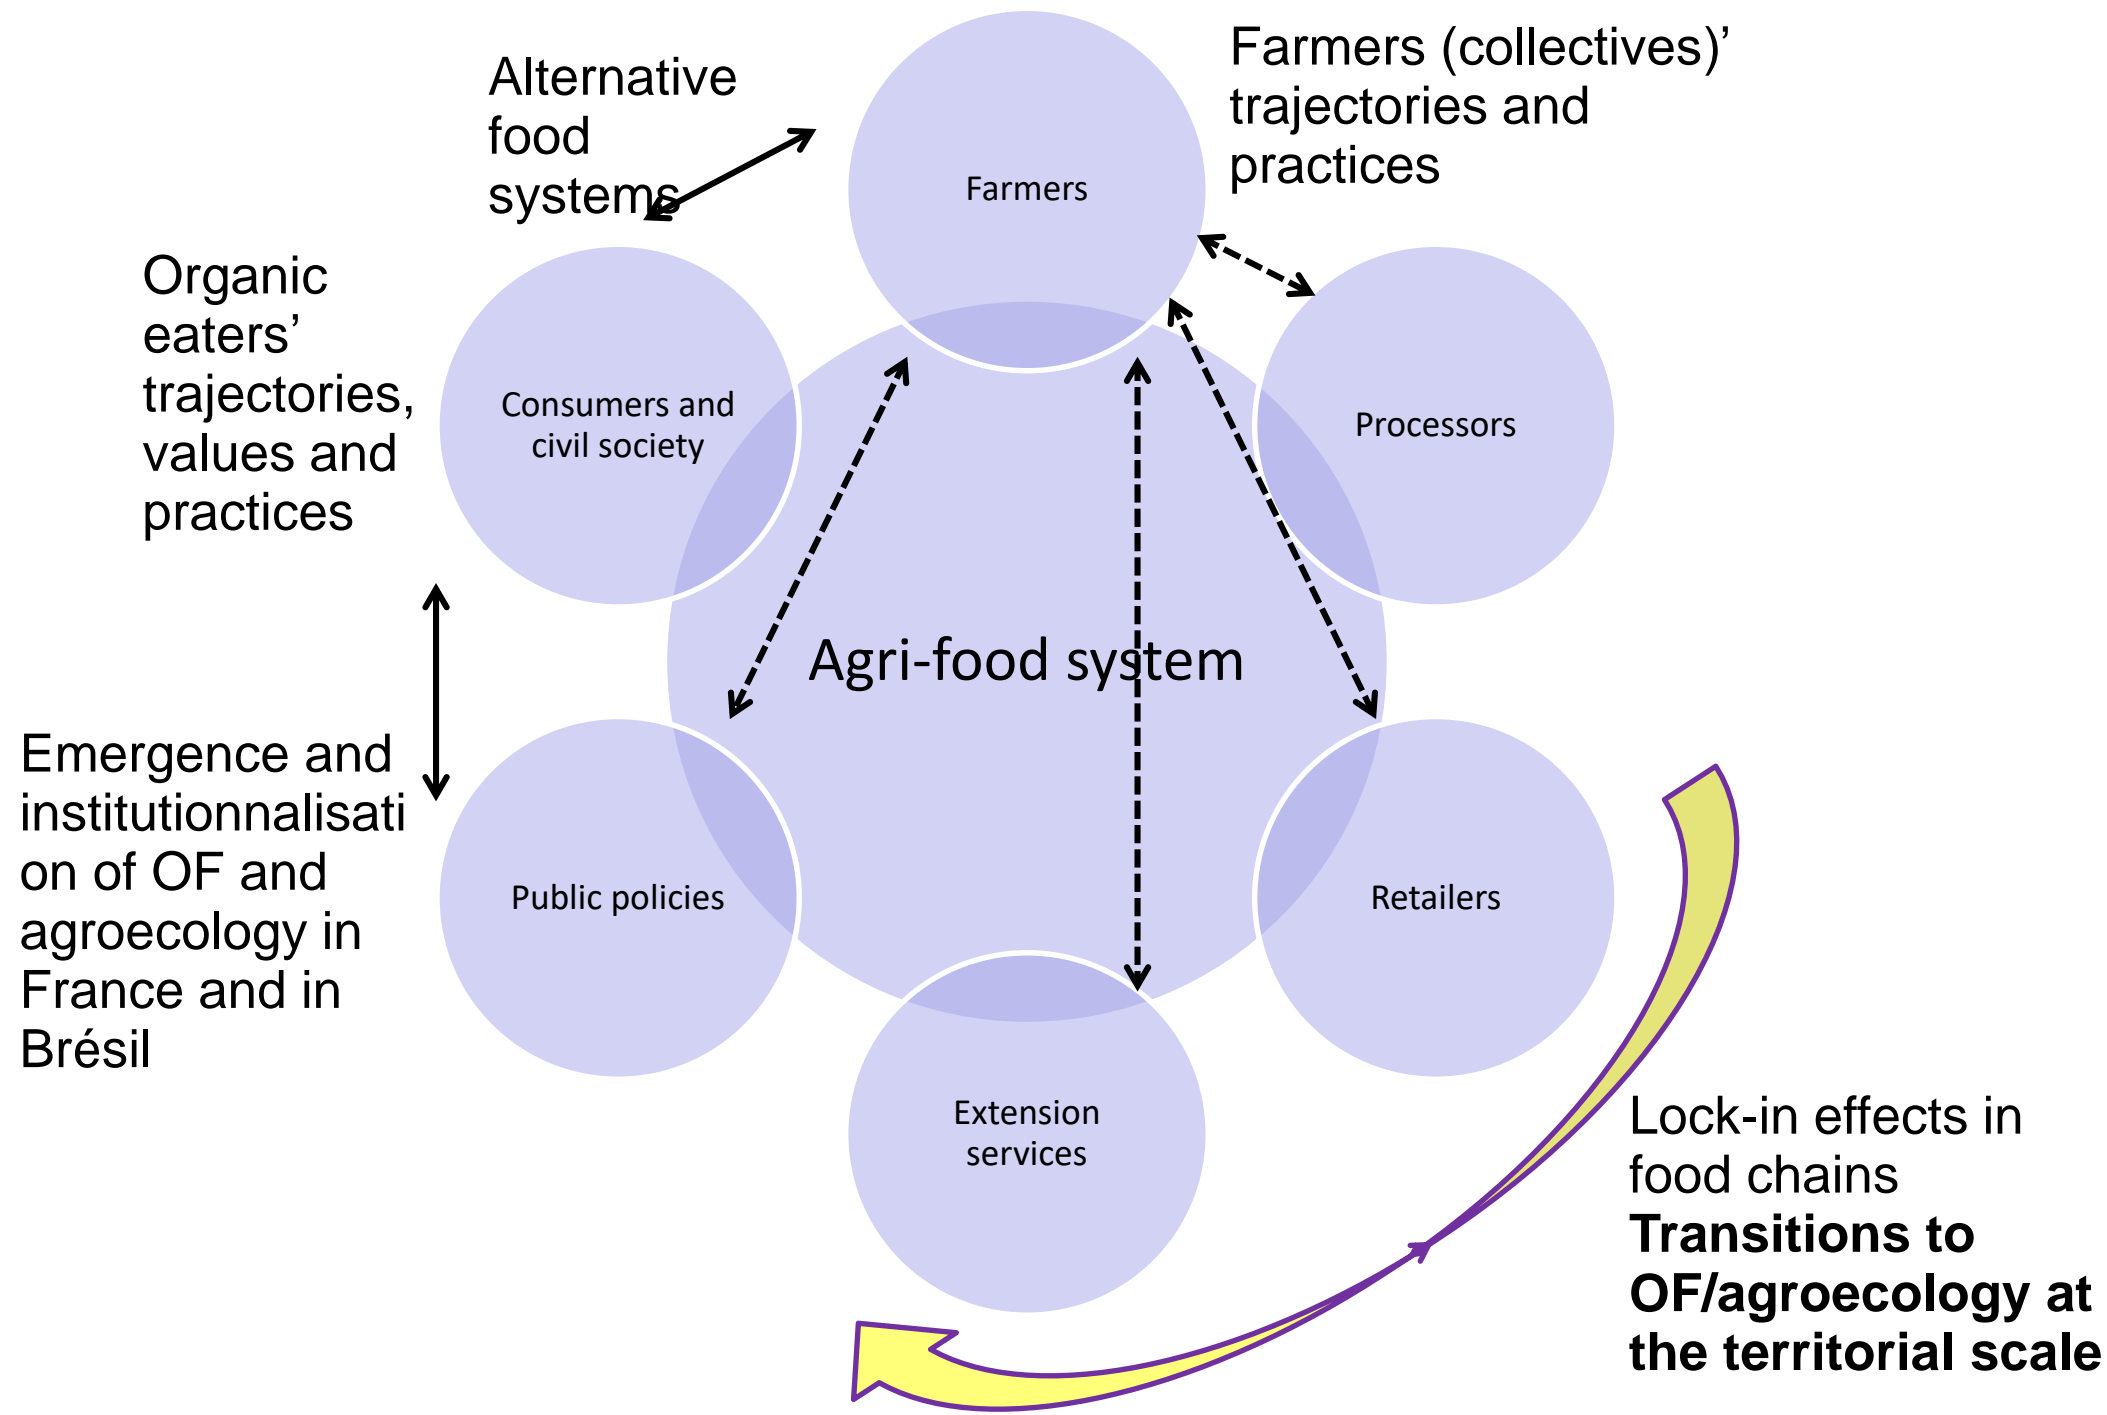 Alternative
food
systems
Farmers (collectives)’
trajectories and
practices
Farmers
Organic
eaters’
trajectories,
values and
practices
Consumers and
civil society
Processors
Agri-food system
Emergence and
institutionnalisati
on of OF and
agroecology in
France and in
Brésil
Public policies
Retailers
Extension
services
Lock-in effects in
food chains
Transitions to
OF/agroecology at
the territorial scale